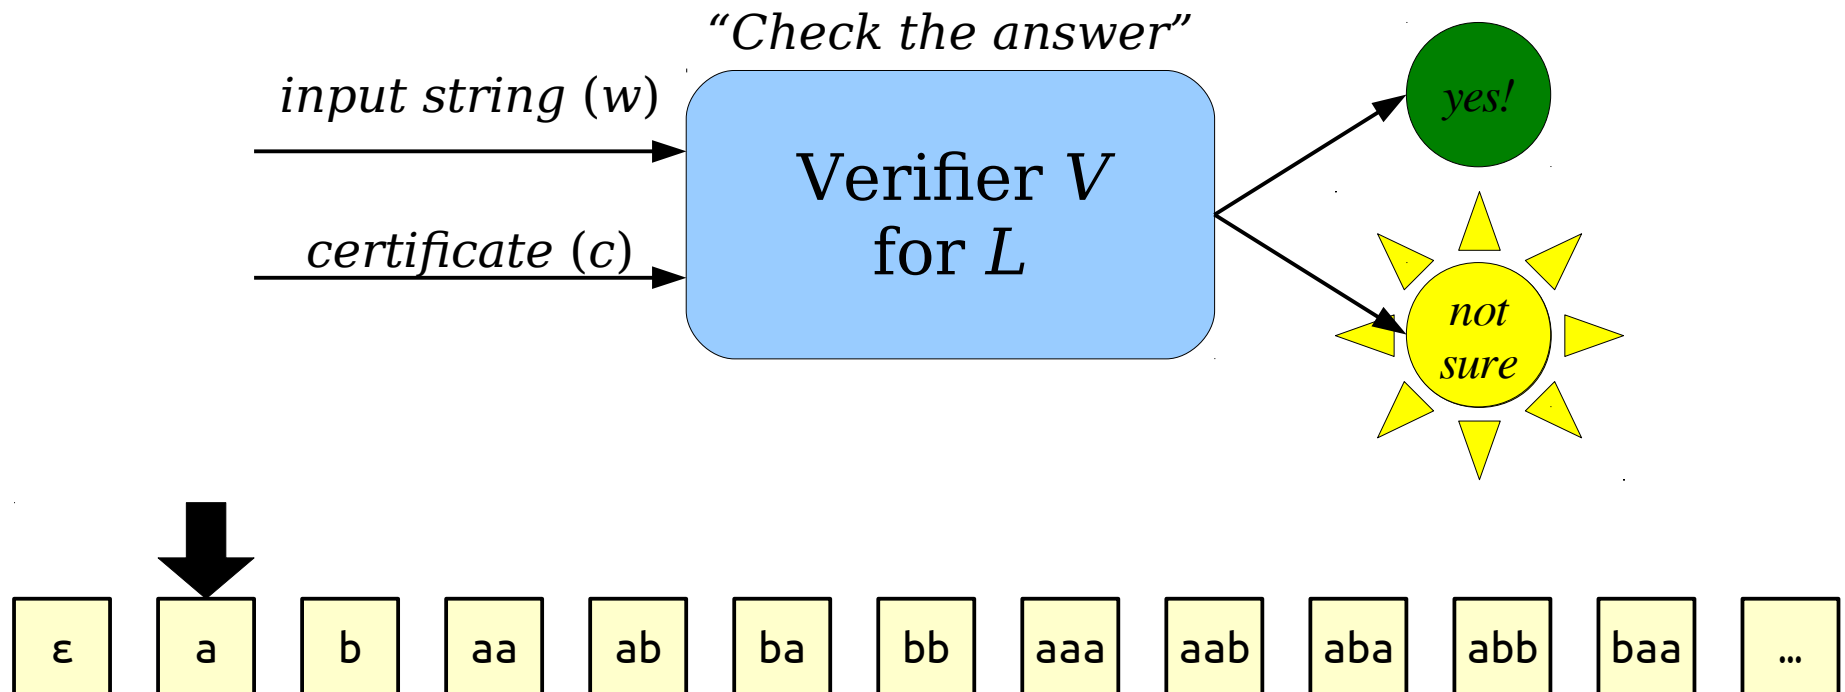 “Check the answer”
input string (w)
certificate (c)
Verifier V
for L
yes!
not
sure
ε a b aa ab ba bb aaa aab aba abb baa …